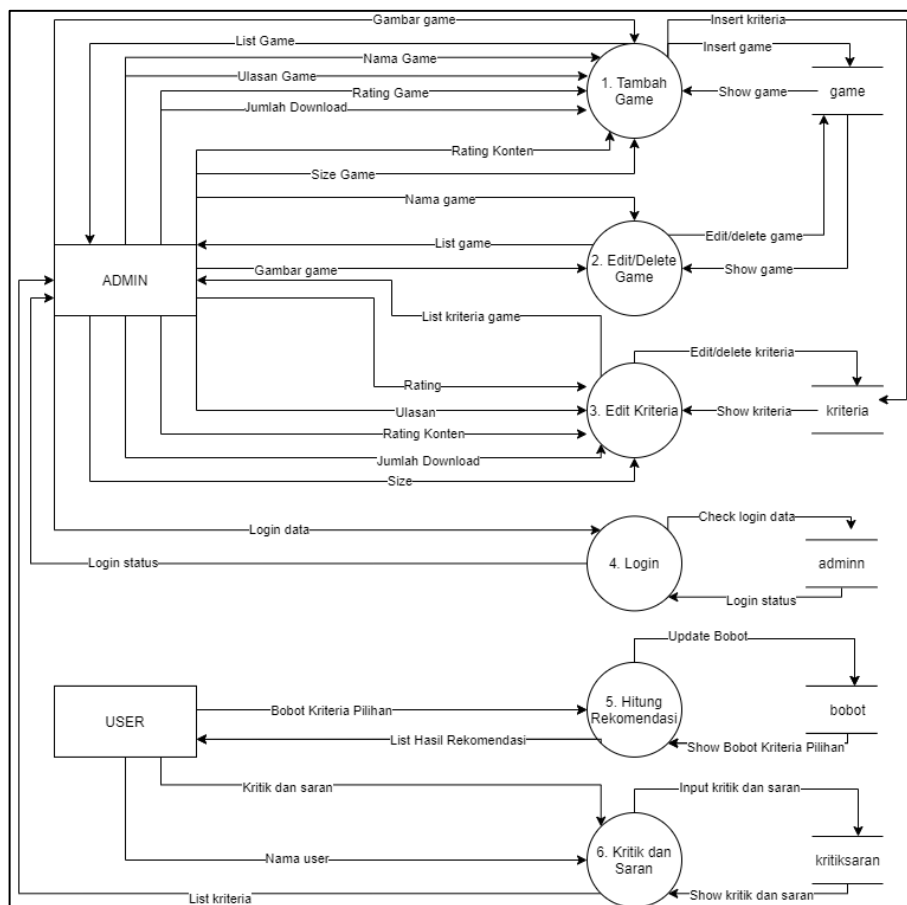 Gambar game
Insert kriteria
List Game
Insert game
Nama Game
Ulasan Game
1. Tambah
Game
Rating Game
Show game
game
Jumlah Download
Rating Konten
Size Game
Nama game
Edit/delete game
List game
2. Edit/Delete
Game
ADMIN
Gambar game
Show game
List kriteria game
Edit/delete kriteria
Rating
3. Edit Kriteria
Ulasan
Show kriteria
kriteria
Rating Konten
Jumlah Download
Size
Check login data
Login data
Login status
4. Login
adminn
Login status
Update Bobot
USER
Bobot Kriteria Pilihan
5. Hitung
Rekomendasi
bobot
List Hasil Rekomendasi
Show Bobot Kriteria Pilihan
Kritik dan saran
Input kritik dan saran
Nama user
6. Kritik dan
Saran
kritiksaran
List kriteria
Show kritik dan saran